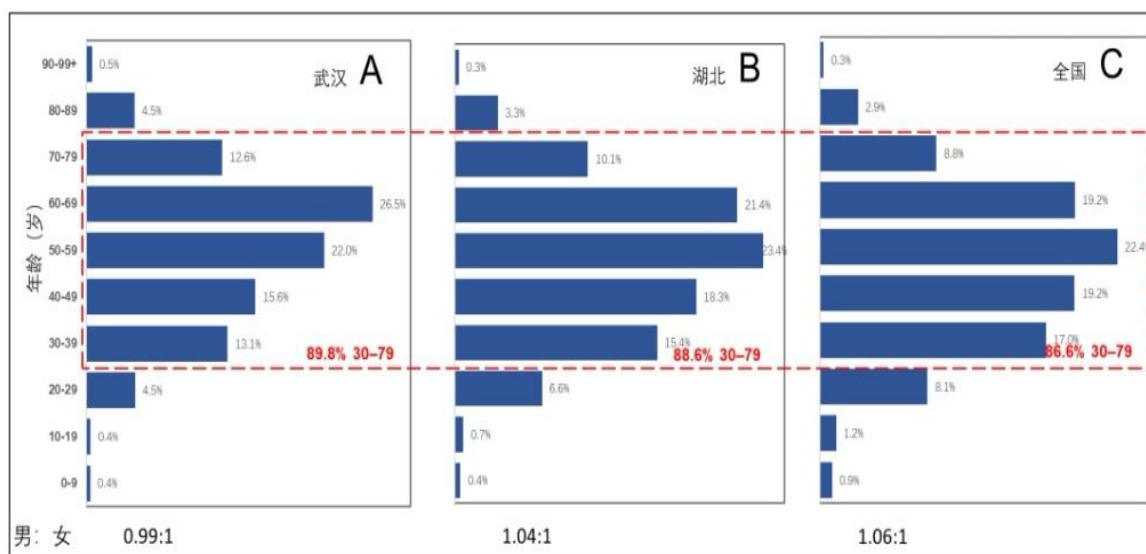 武汉 A
湖北 B
全国 C
年龄（岁）
90-99+ 0.5% 0.3% 0.3%
80-89 4.5% 3.3% 2.9%
70-79 12.6% 10.1% 8.8%
60-69 26.5% 21.4% 19.2%
50-59 22.0% 23.4% 22.4%
40-49 15.6% 18.3% 19.2%
30-39 13.1% 15.4% 17.0%
89.8% 30–79 88.6% 30–79 86.6% 30–79
20-29 4.5% 6.6% 8.1%
10-19 0.4% 0.7% 1.2%
0-9 0.4% 0.4% 0.9%
男：女 0.99:1 1.04:1 1.06:1